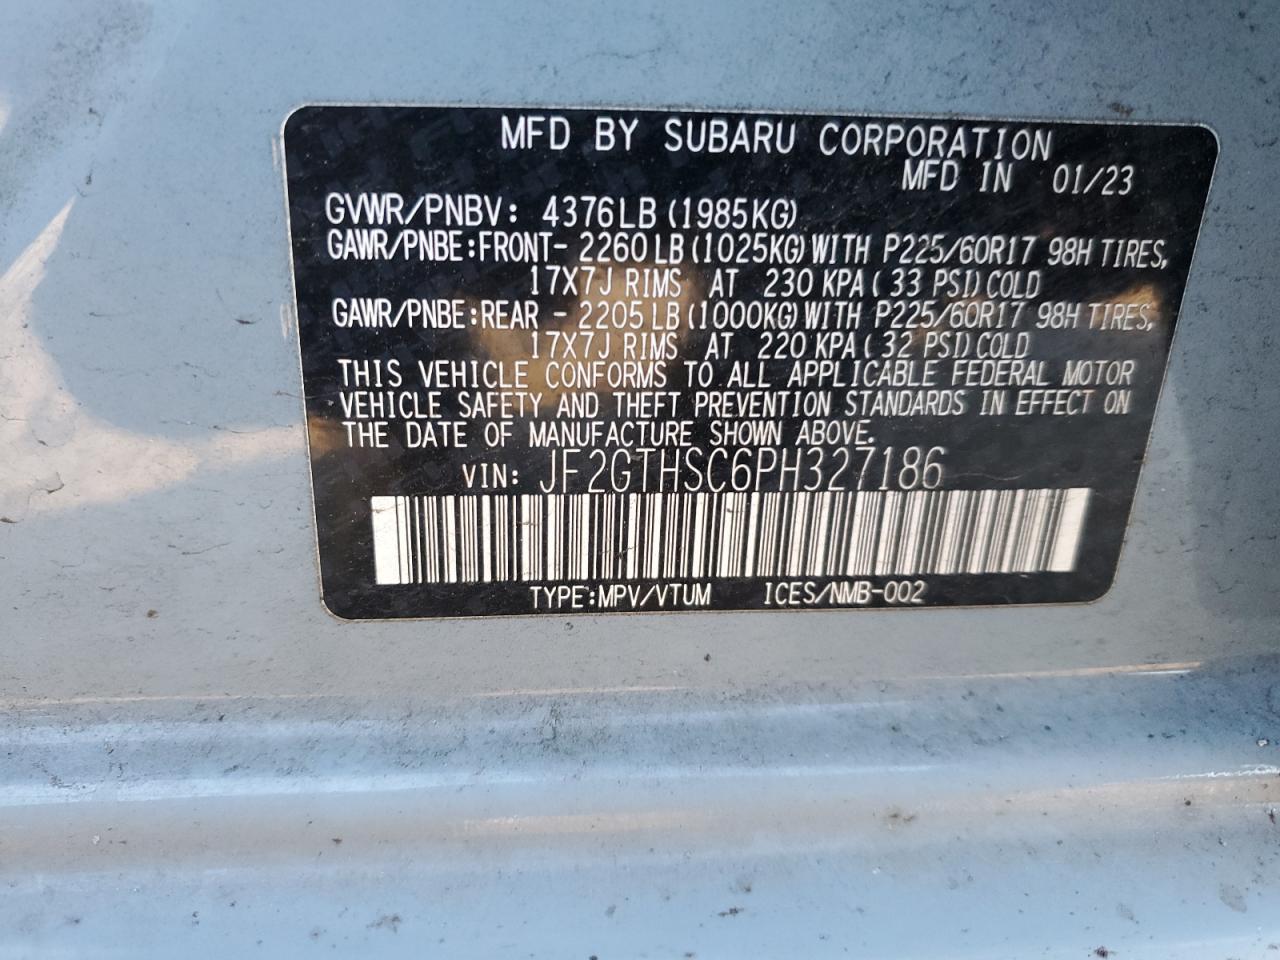 MFD BY SUBARU CORPORATION
MFD IN 01/23
GVWR/PNBV: 4376LB (1985KG)
GAWR/PNBE:FRONT- 2260LB (1025KG) WITH P225/60R17 98H TIRES,
17X7J RIMS AT 230 KPA( 33 PSI)COLD
GAWR/PNBE:REAR - 2205LB (1000KG) WITH P225/60R17 98H TIRES,
17X7J RIMS AT 220 KPA( 32 PSI)COLD
THIS VEHICLE CONFORMS TO ALL APPLICABLE FEDERAL MOTOR
VEHICLE SAFETY AND THEFT PREVENTION STANDARDS IN EFFECT ON
THE DATE OF MANUFACTURE SHOWN ABOVE.
VIN: JF2GTHSC6PH327186
TYPE:MPV/VTUM ICES/NMB-002